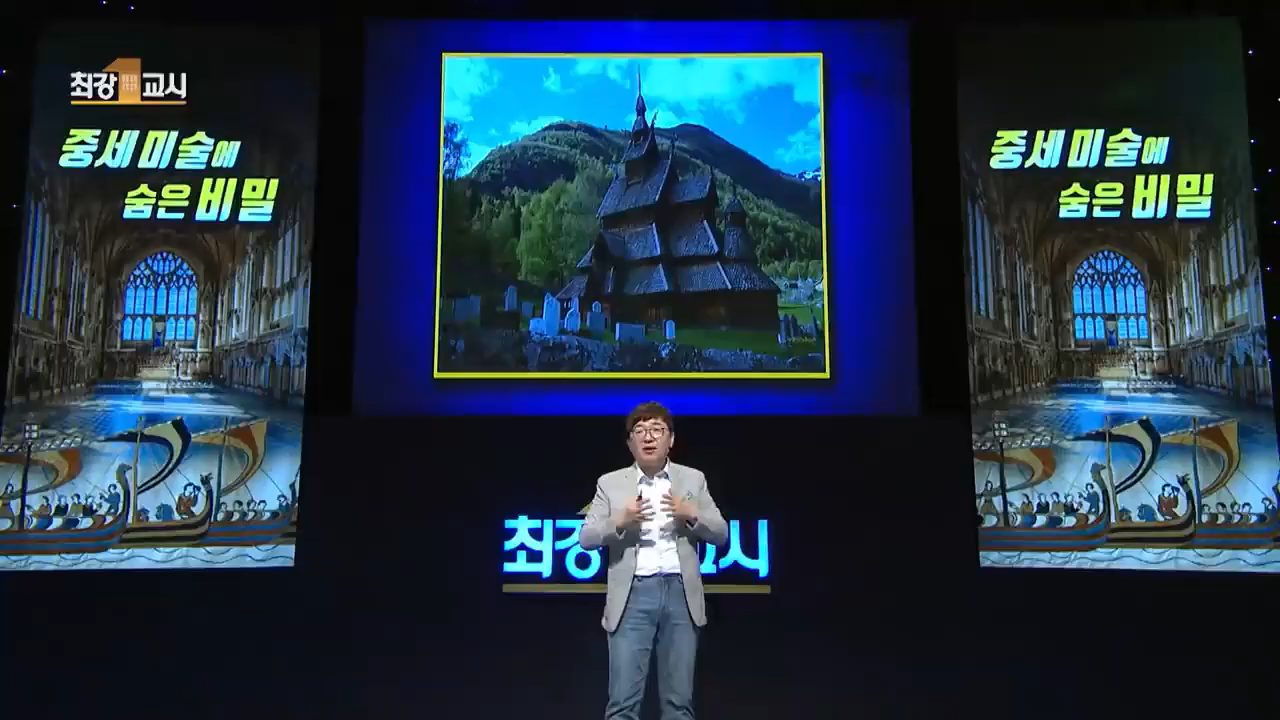 최강1교시
중세 미술에
숨은 비밀
중세 미술에
숨은 비밀
최강 교시